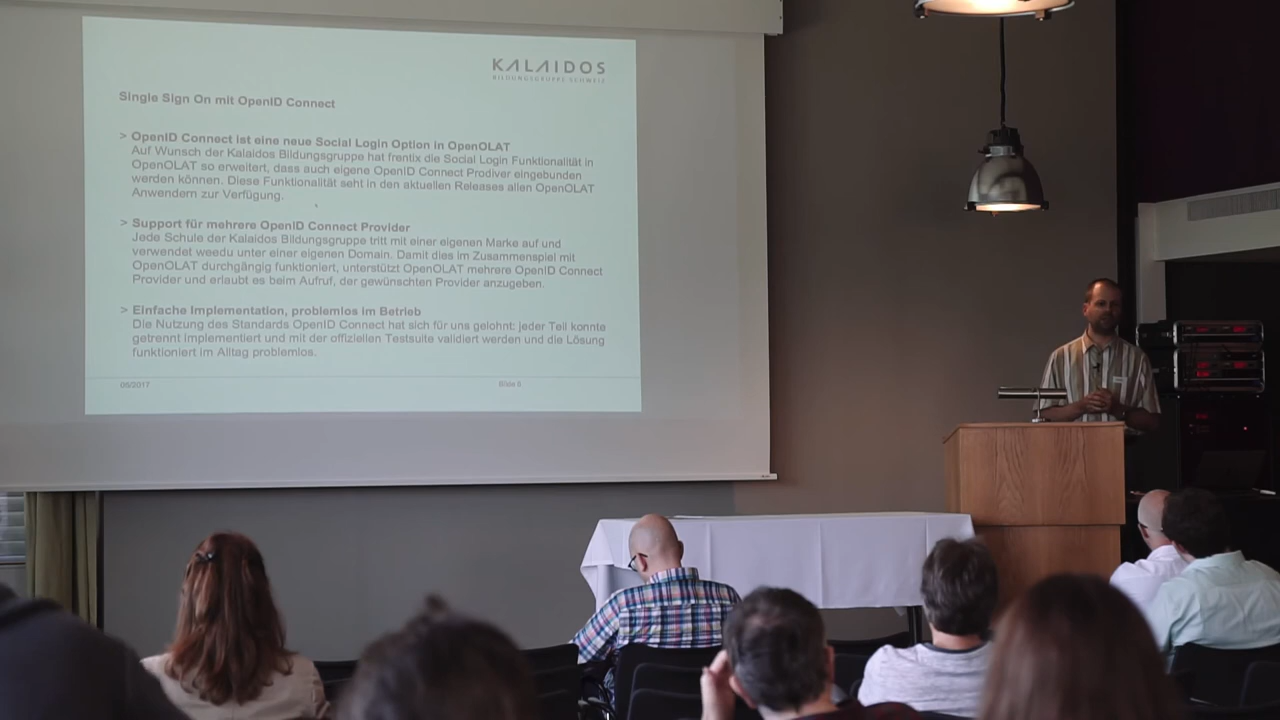 KALAIDOS
BILDUNGSGRUPPE SCHWEIZ
Single Sign On mit OpenID Connect
> OpenID Connect ist eine neue Social Login Option in OpenOLAT
Auf Wunsch der Kalaidos Bildungsgruppe hat frentix die Social Login Funktionalität in
OpenOLAT so erweitert, dass auch eigene OpenID Connect Prodiver eingebunden
werden können. Diese Funktionalität seht in den aktuellen Releases allen OpenOLAT
Anwendern zur Verfügung.
> Support für mehrere OpenID Connect Provider
Jede Schule der Kalaidos Bildungsgruppe tritt mit einer eigenen Marke auf und
verwendet weedu unter einer eigenen Domain. Damit dies im Zusammenspiel mit
OpenOLAT durchgängig funktioniert, unterstützt OpenOLAT mehrere OpenID Connect
Provider und erlaubt es beim Aufruf, der gewünschten Provider anzugeben.
> Einfache Implementation, problemlos im Betrieb
Die Nutzung des Standards OpenID Connect hat sich für uns gelohnt: jeder Teil konnte
getrennt implementiert und mit der offiziellen Testsuite validiert werden und die Lösung
funktioniert im Alltag problemlos.
06/2017
Slide